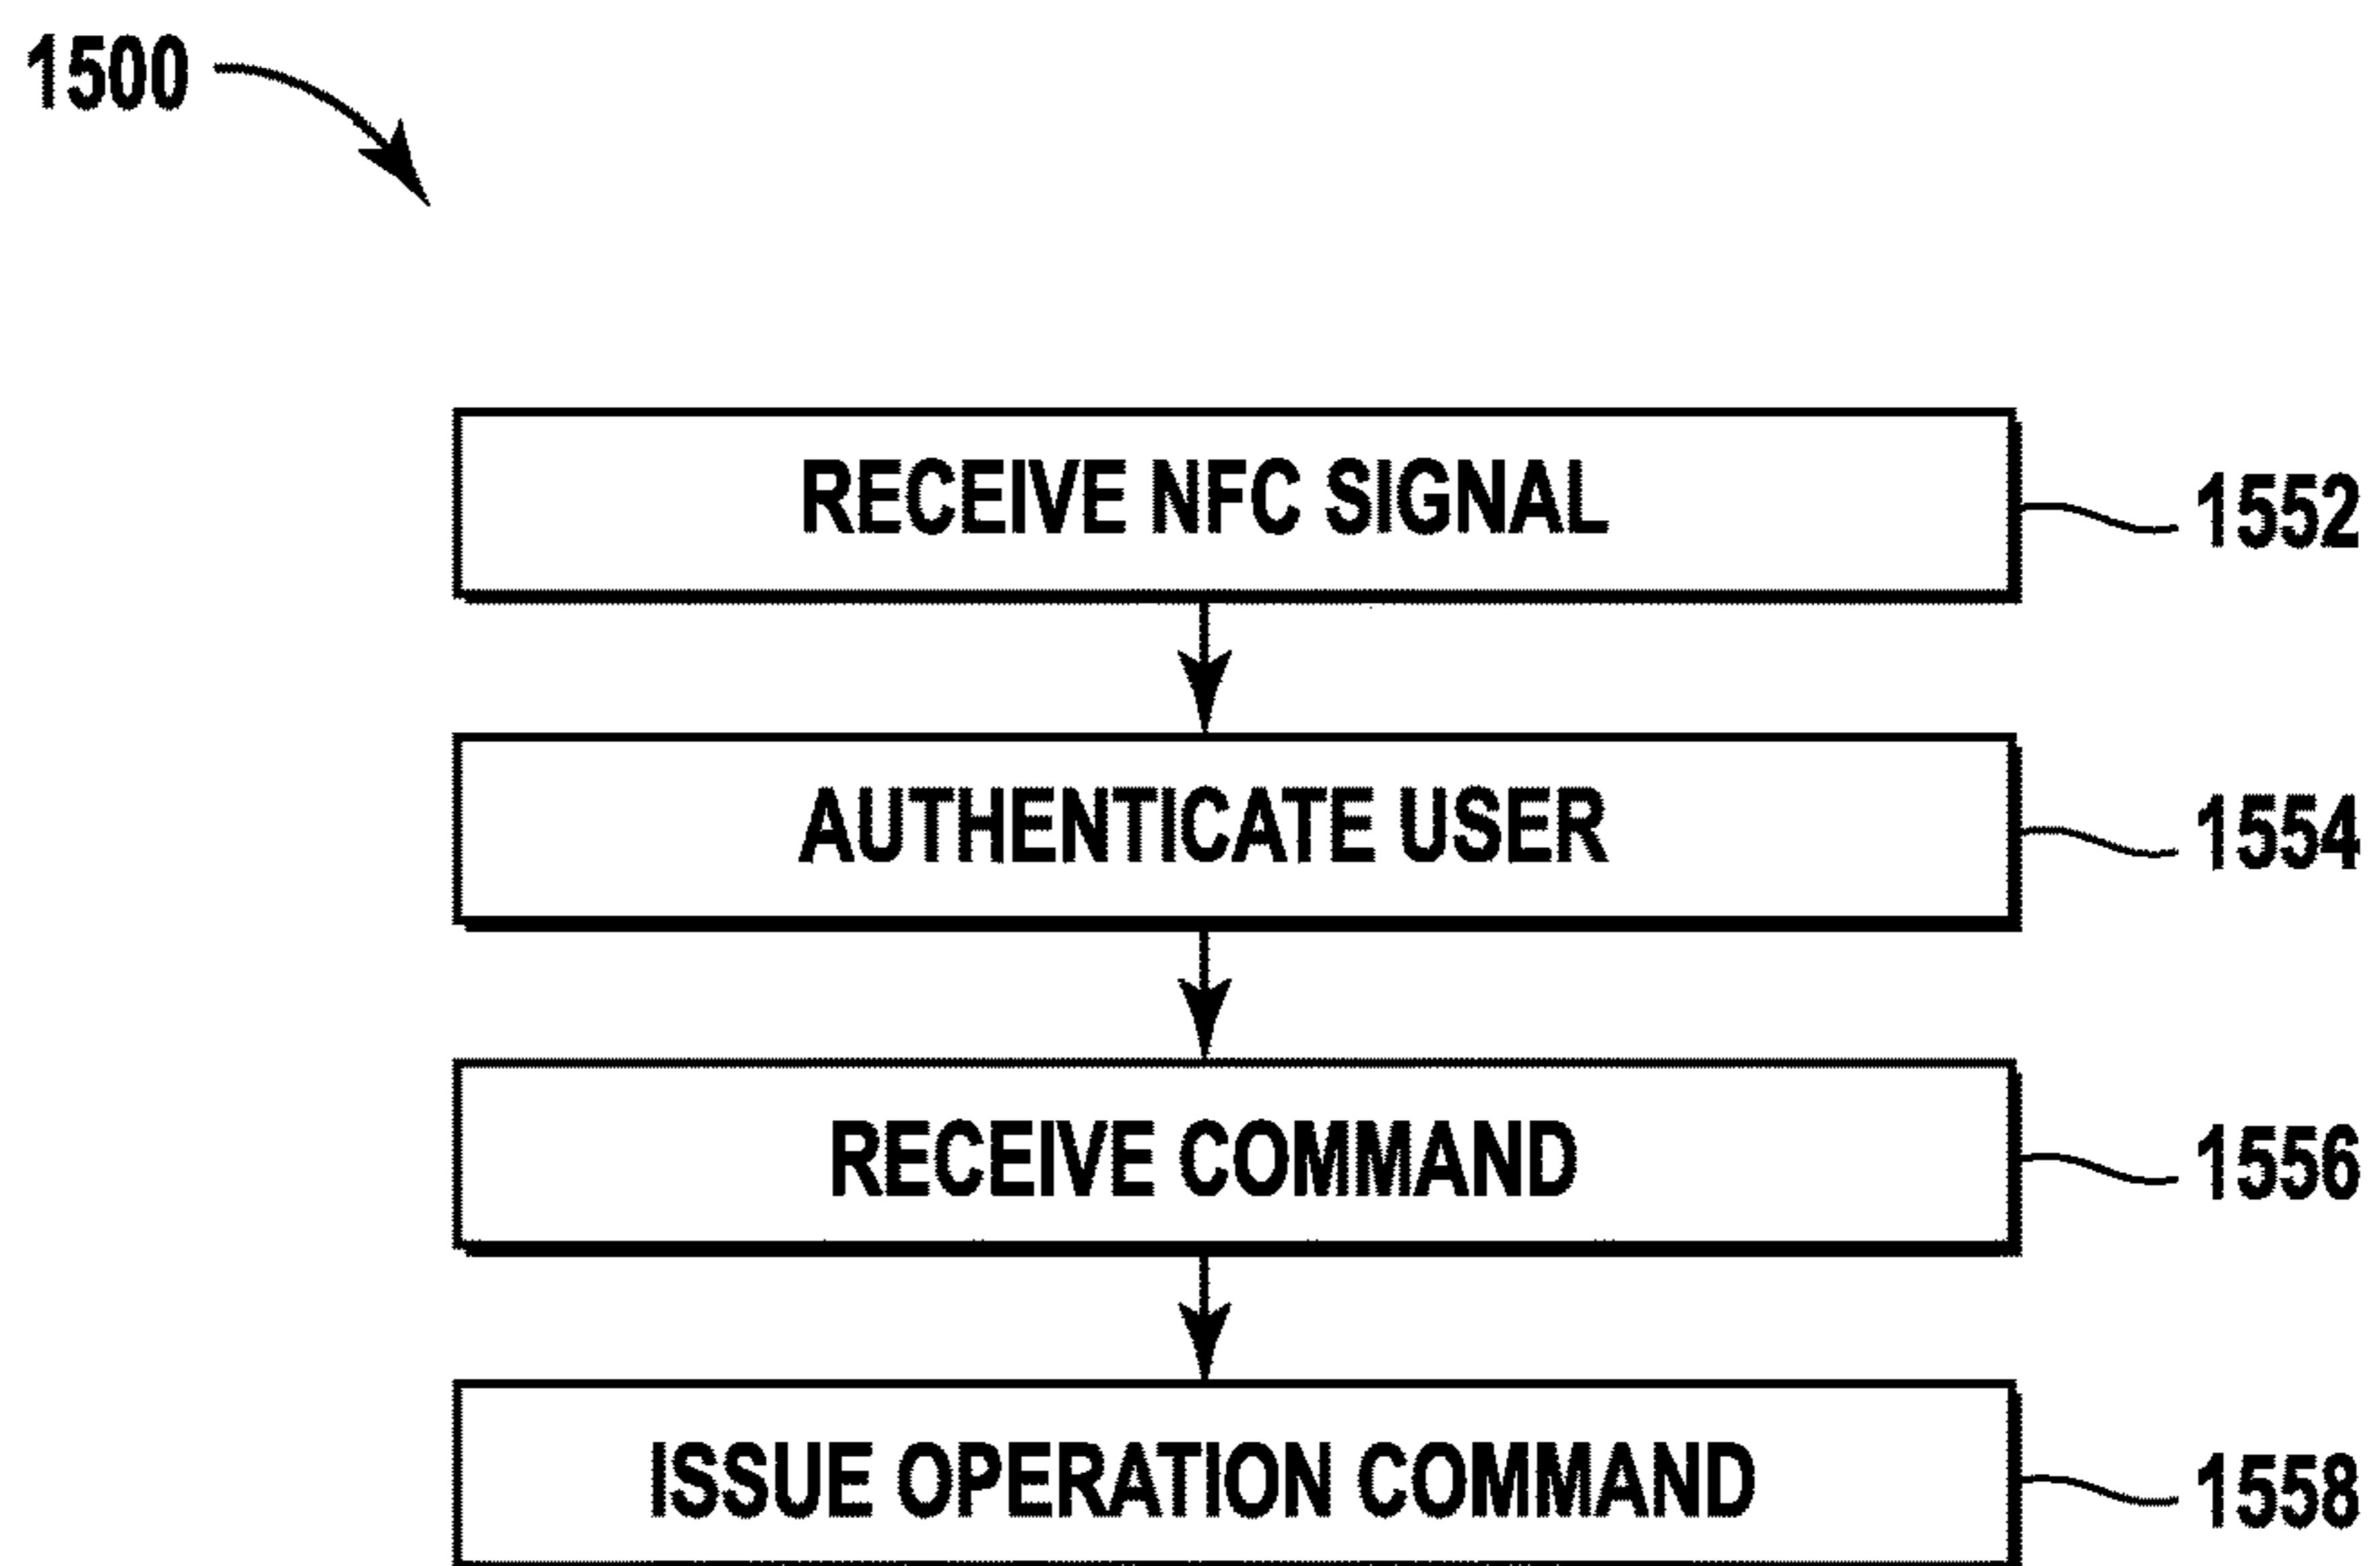 1500
RECEIVE NFC SIGNAL
1552
AUTHENTICATE USER
1554
RECEIVE COMMAND
1556
ISSUE OPERATION COMMAND
1558